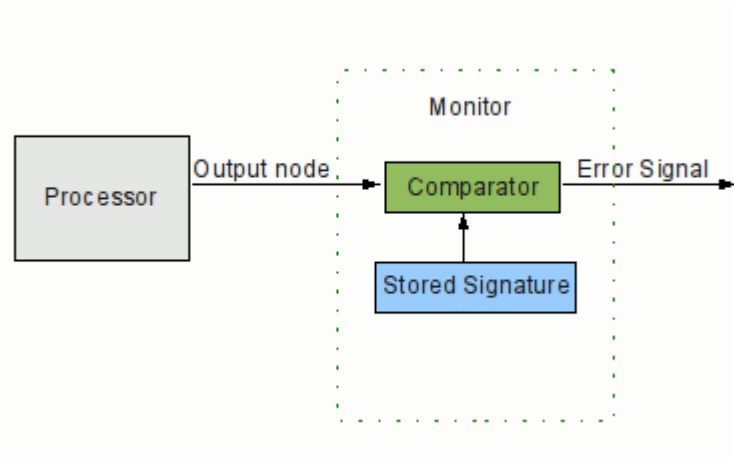 Monitor
Processor
Output node
Comparator
Error Signal
Stored Signature